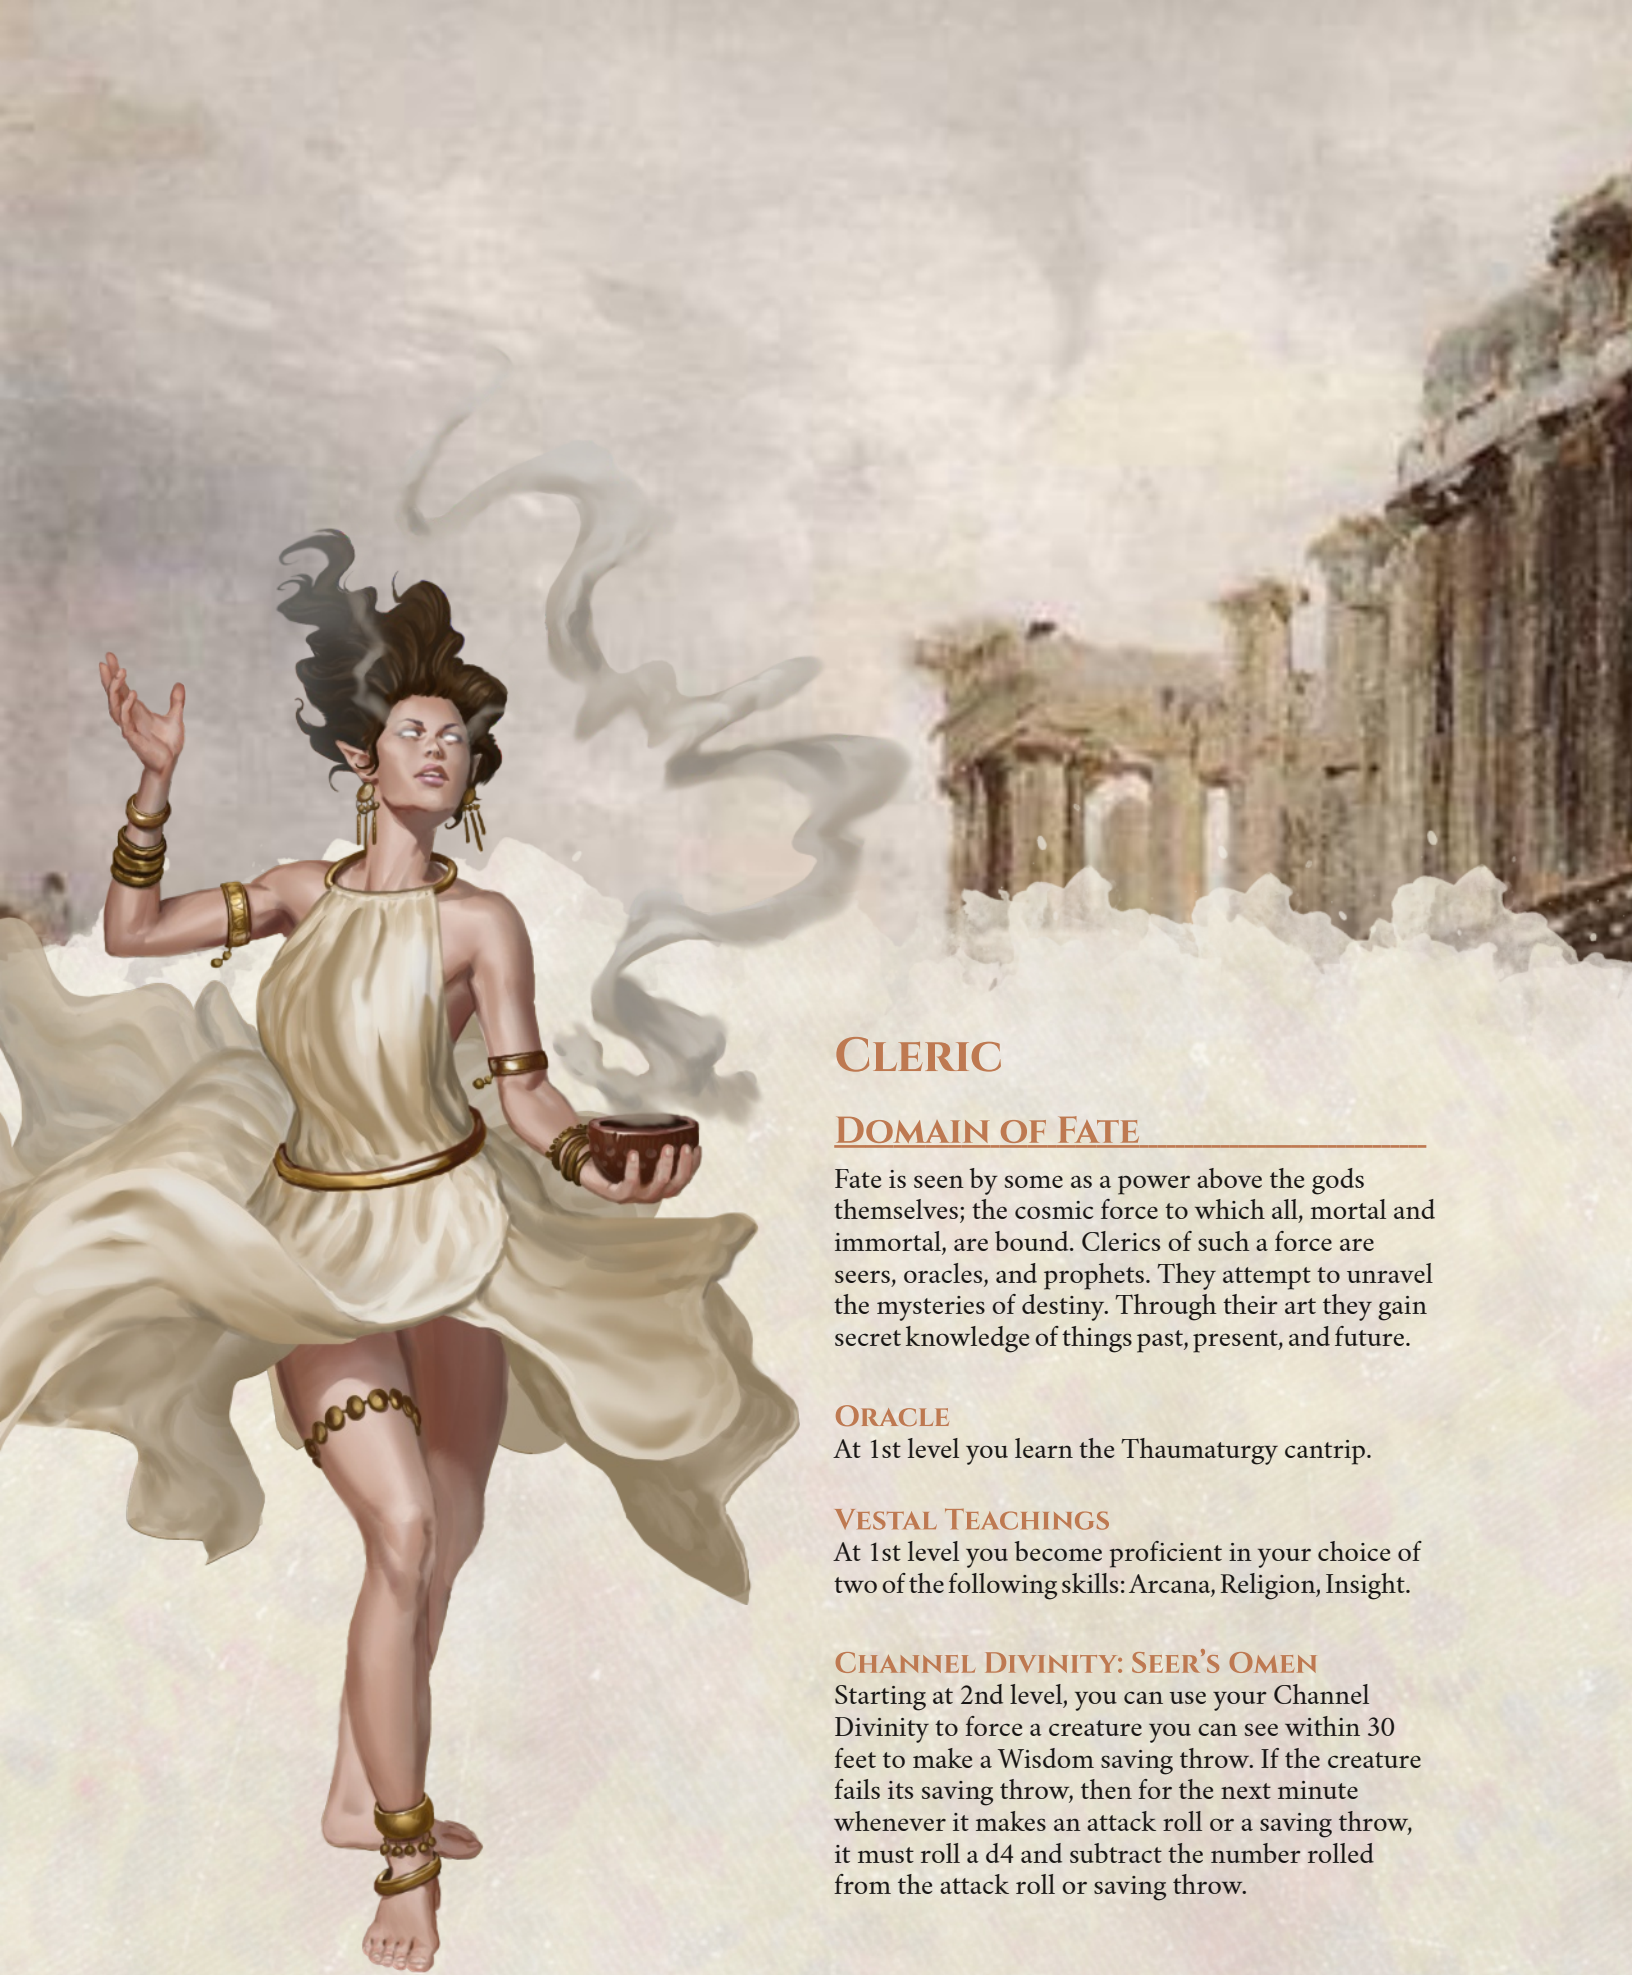 Cleric
Domain of Fate
Fate is seen by some as a power above the gods
themselves; the cosmic force to which all, mortal and
immortal, are bound. Clerics of such a force are
seers, oracles, and prophets. They attempt to unravel
the mysteries of destiny. Through their art they gain
secret knowledge of things past, present, and future.
Oracle
At 1st level you learn the Thaumaturgy cantrip.
Vestal Teachings
At 1st level you become proficient in your choice of
two of the following skills: Arcana, Religion, Insight.
Channel Divinity: Seer’s Omen
Starting at 2nd level, you can use your Channel
Divinity to force a creature you can see within 30
feet to make a Wisdom saving throw. If the creature
fails its saving throw, then for the next minute
whenever it makes an attack roll or a saving throw,
it must roll a d4 and subtract the number rolled
from the attack roll or saving throw.